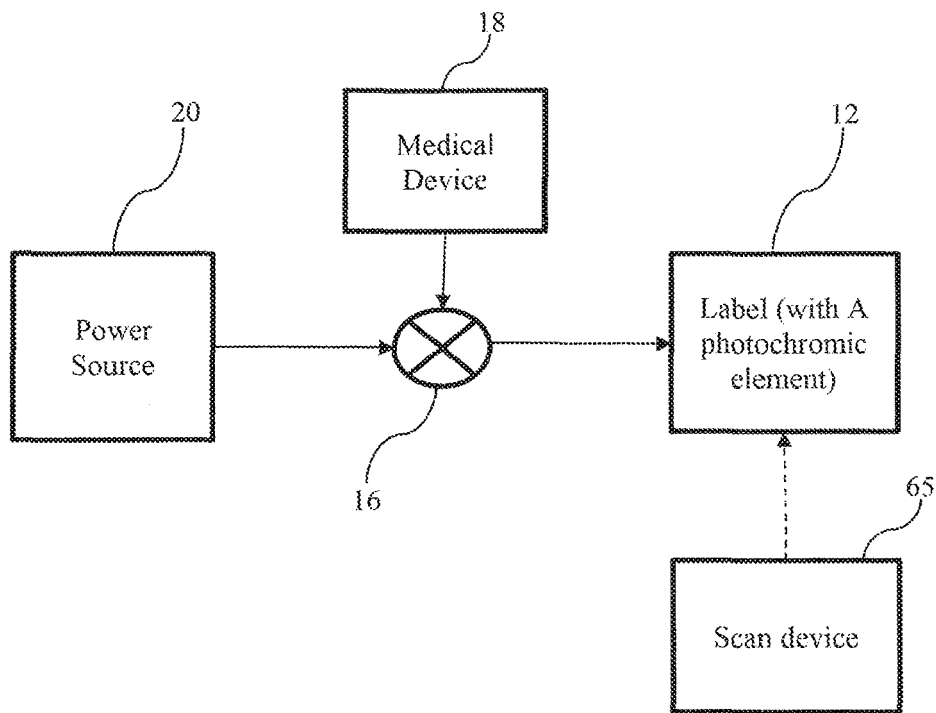 18
20
12
Medical
Device
Power
Source
Label (with A
photochromic
element)
16
65
Scan device